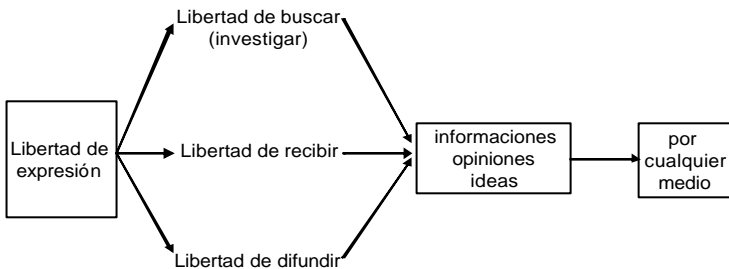 Libertad de buscar
(investigar)
Libertad de
expresión
Libertad de recibir
Libertad de difundir
informaciones
opiniones
ideas
por
cualquier
medio